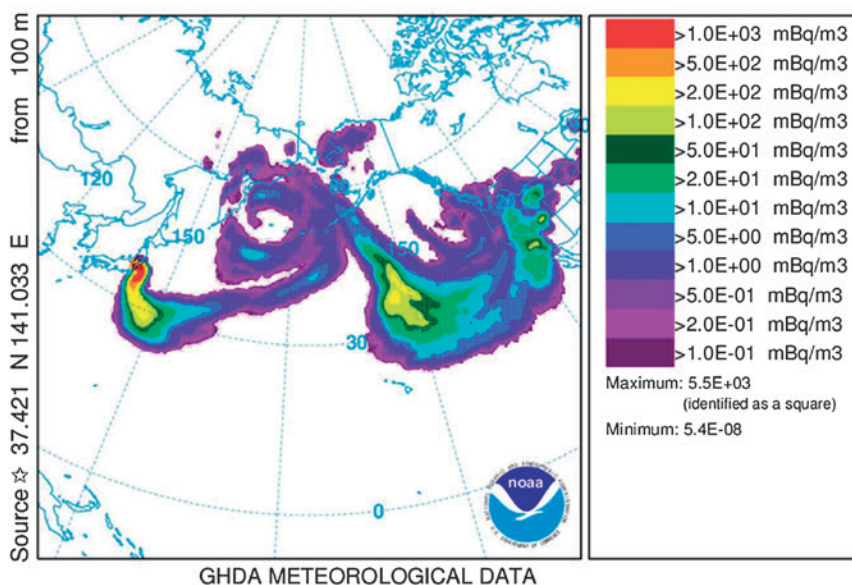 Source ☆ 37.421 N 141.033 E from 100 m
120
150
150
120
30
0
noaa
GHDA METEOROLOGICAL DATA
>1.0E+03 mBq/m3
>5.0E+02 mBq/m3
>2.0E+02 mBq/m3
>1.0E+02 mBq/m3
>5.0E+01 mBq/m3
>2.0E+01 mBq/m3
>1.0E+01 mBq/m3
>5.0E+00 mBq/m3
>1.0E+00 mBq/m3
>5.0E-01 mBq/m3
>2.0E-01 mBq/m3
>1.0E-01 mBq/m3
Maximum: 5.5E+03
(identified as a square)
Minimum: 5.4E-08